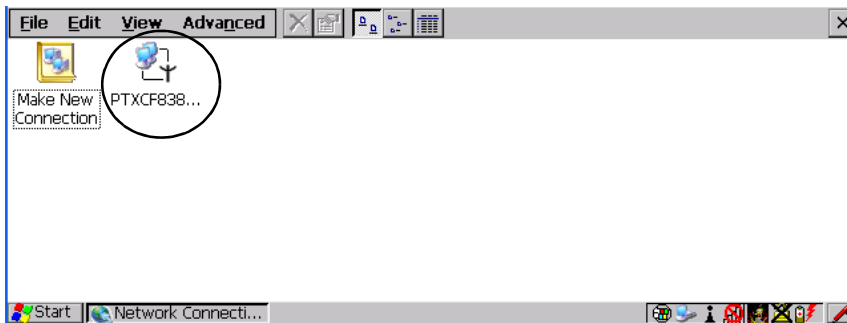 File Edit View Advanced
Make New
Connection
PTXCF838...
Start Network Connecti...